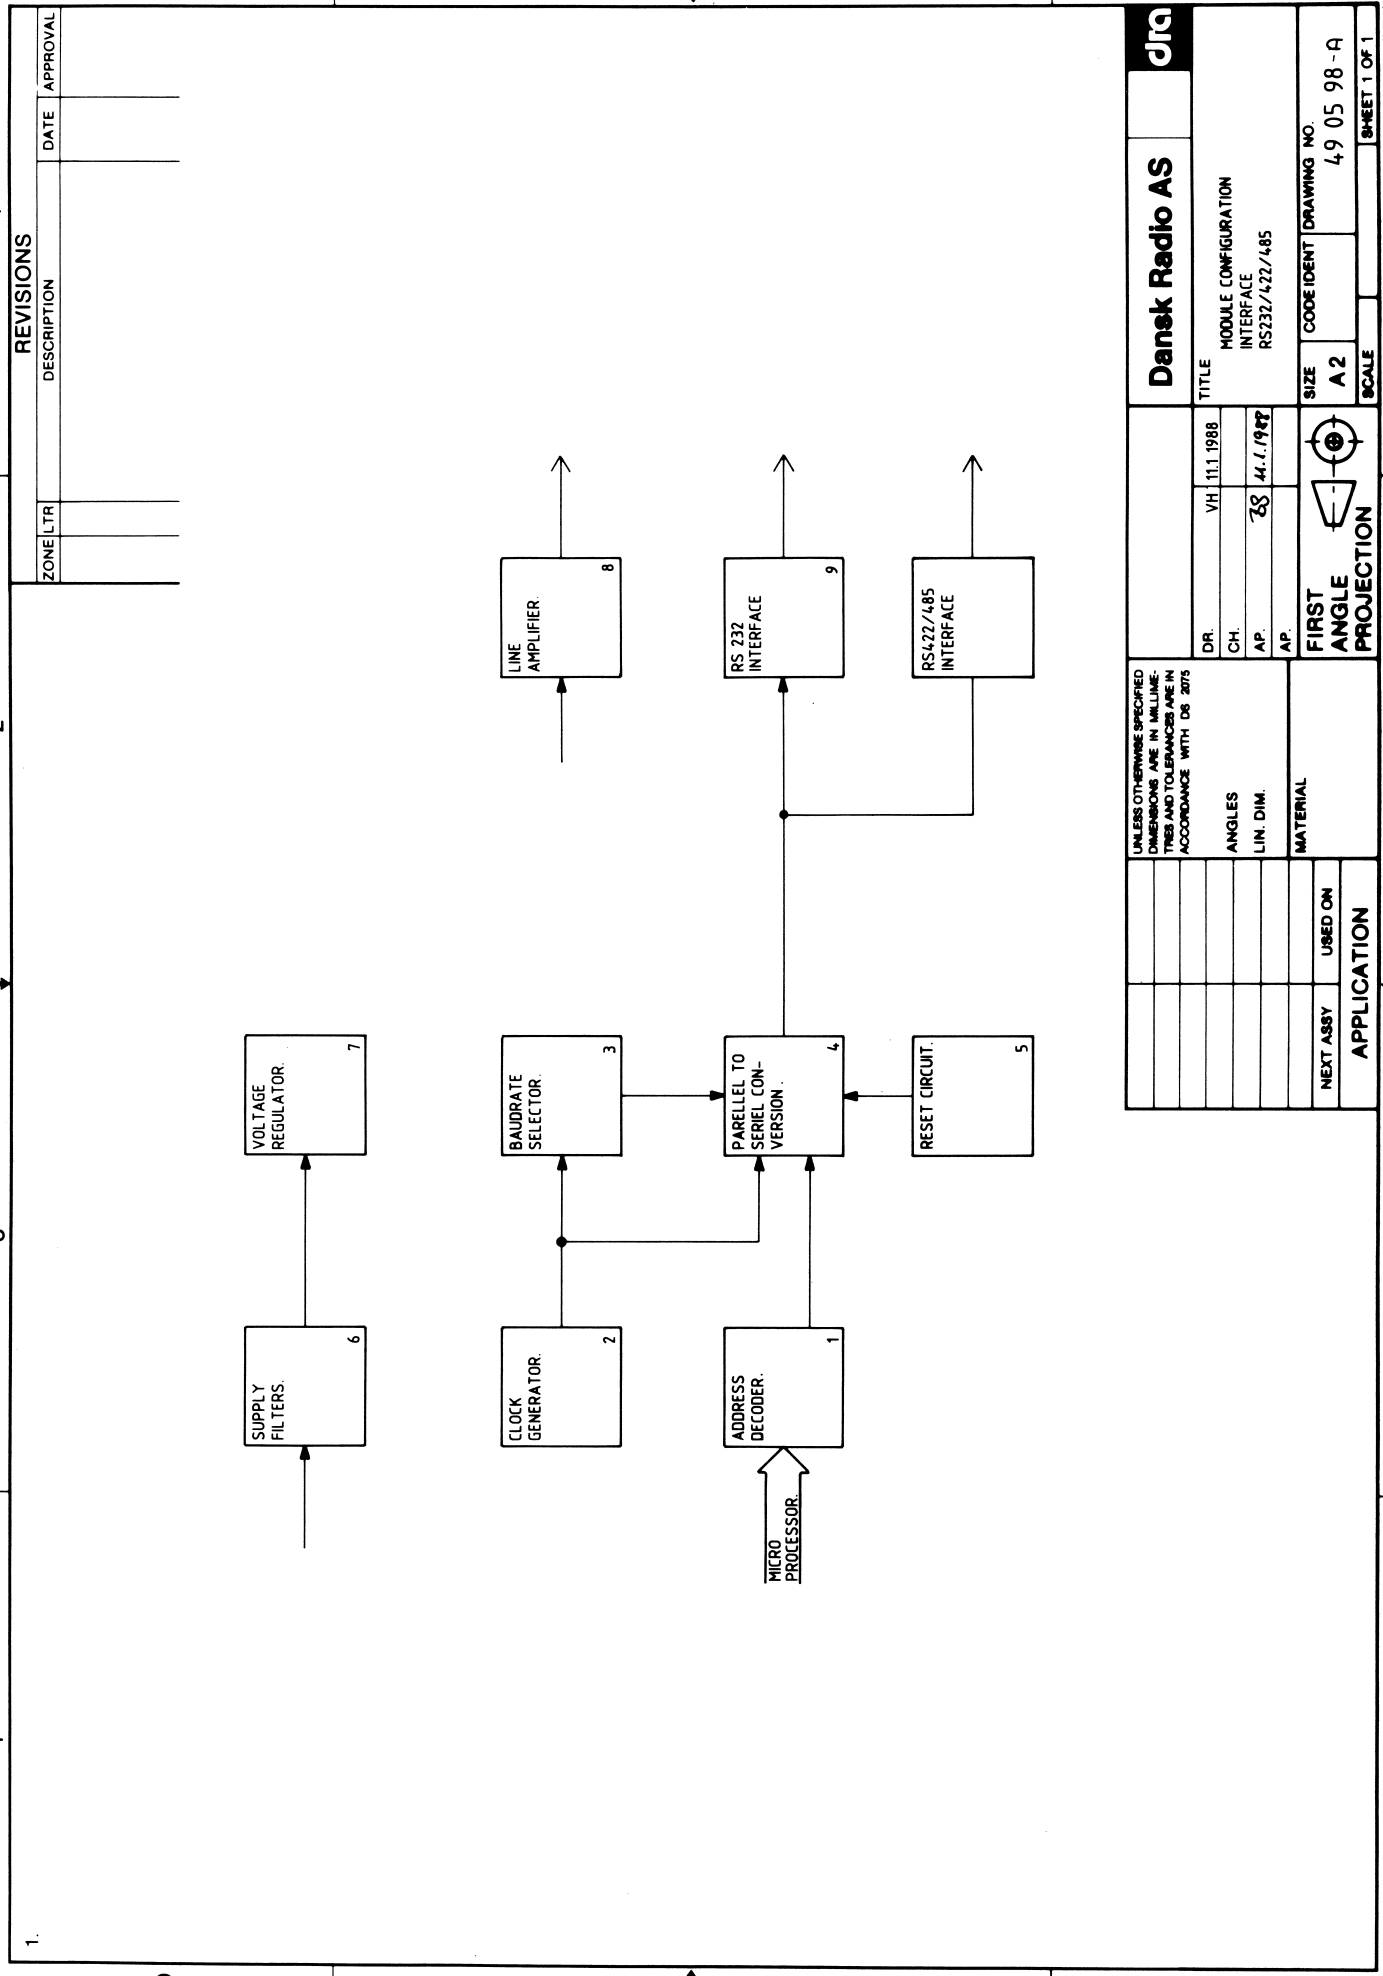 1.
REVISIONS
ZONE LTR DESCRIPTION DATE APPROVAL
SUPPLY
FILTERS.
6
VOLTAGE
REGULATOR.
7
CLOCK
GENERATOR.
2
BAUDRATE
SELECTOR.
3
LINE
AMPLIFIER.
8
MICRO
PROCESSOR.
ADDRESS
DECODER.
1
PARELLEL TO
SERIEL CON-
VERSION.
4
RS 232
INTERFACE
9
RESET CIRCUIT.
5
RS422/485
INTERFACE
NEXT ASSY USED ON
APPLICATION
UNLESS OTHERWISE SPECIFIED
DIMENSIONS ARE IN MILLIME-
TRES AND TOLERANCES ARE IN
ACCORDANCE WITH DS 2075
ANGLES
LIN. DIM.
MATERIAL
DR. VH 11.1 1988
CH.
AP. 11.1.1988
AP.
FIRST
ANGLE
PROJECTION
Dansk Radio AS
dra
TITLE
MODULE CONFIGURATION
INTERFACE
RS232/422/485
SIZE
A2
CODE IDENT
DRAWING NO.
49 05 98-A
SCALE
SHEET 1 OF 1